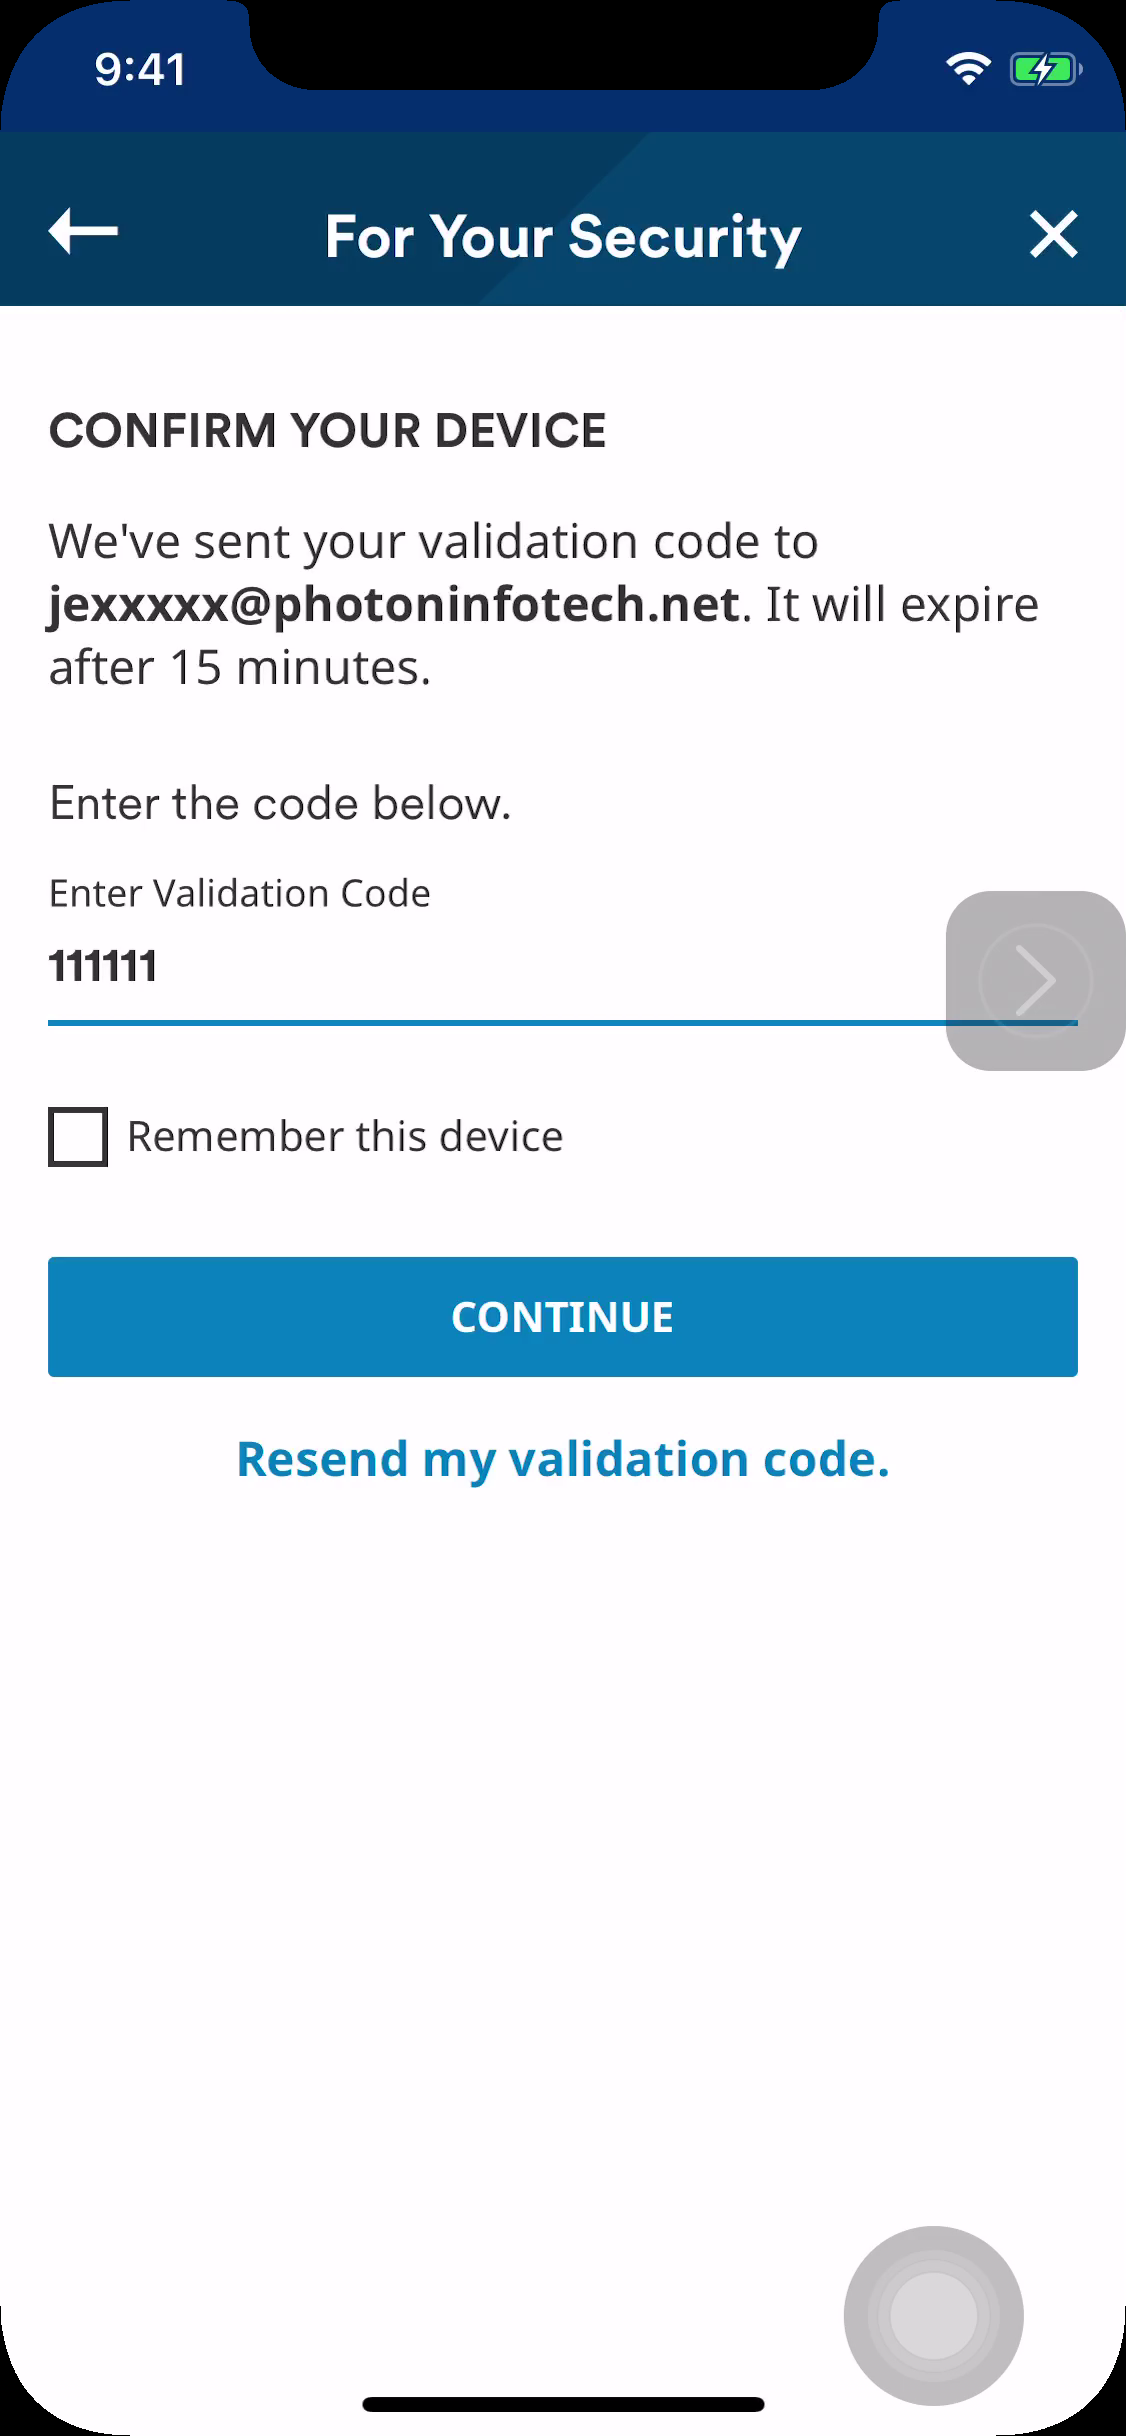 9:41
For Your Security
CONFIRM YOUR DEVICE
We've sent your validation code to
jexxxxx@photoninfotech.net. It will expire
after 15 minutes.
Enter the code below.
Enter Validation Code
111111
Remember this device
CONTINUE
Resend my validation code.